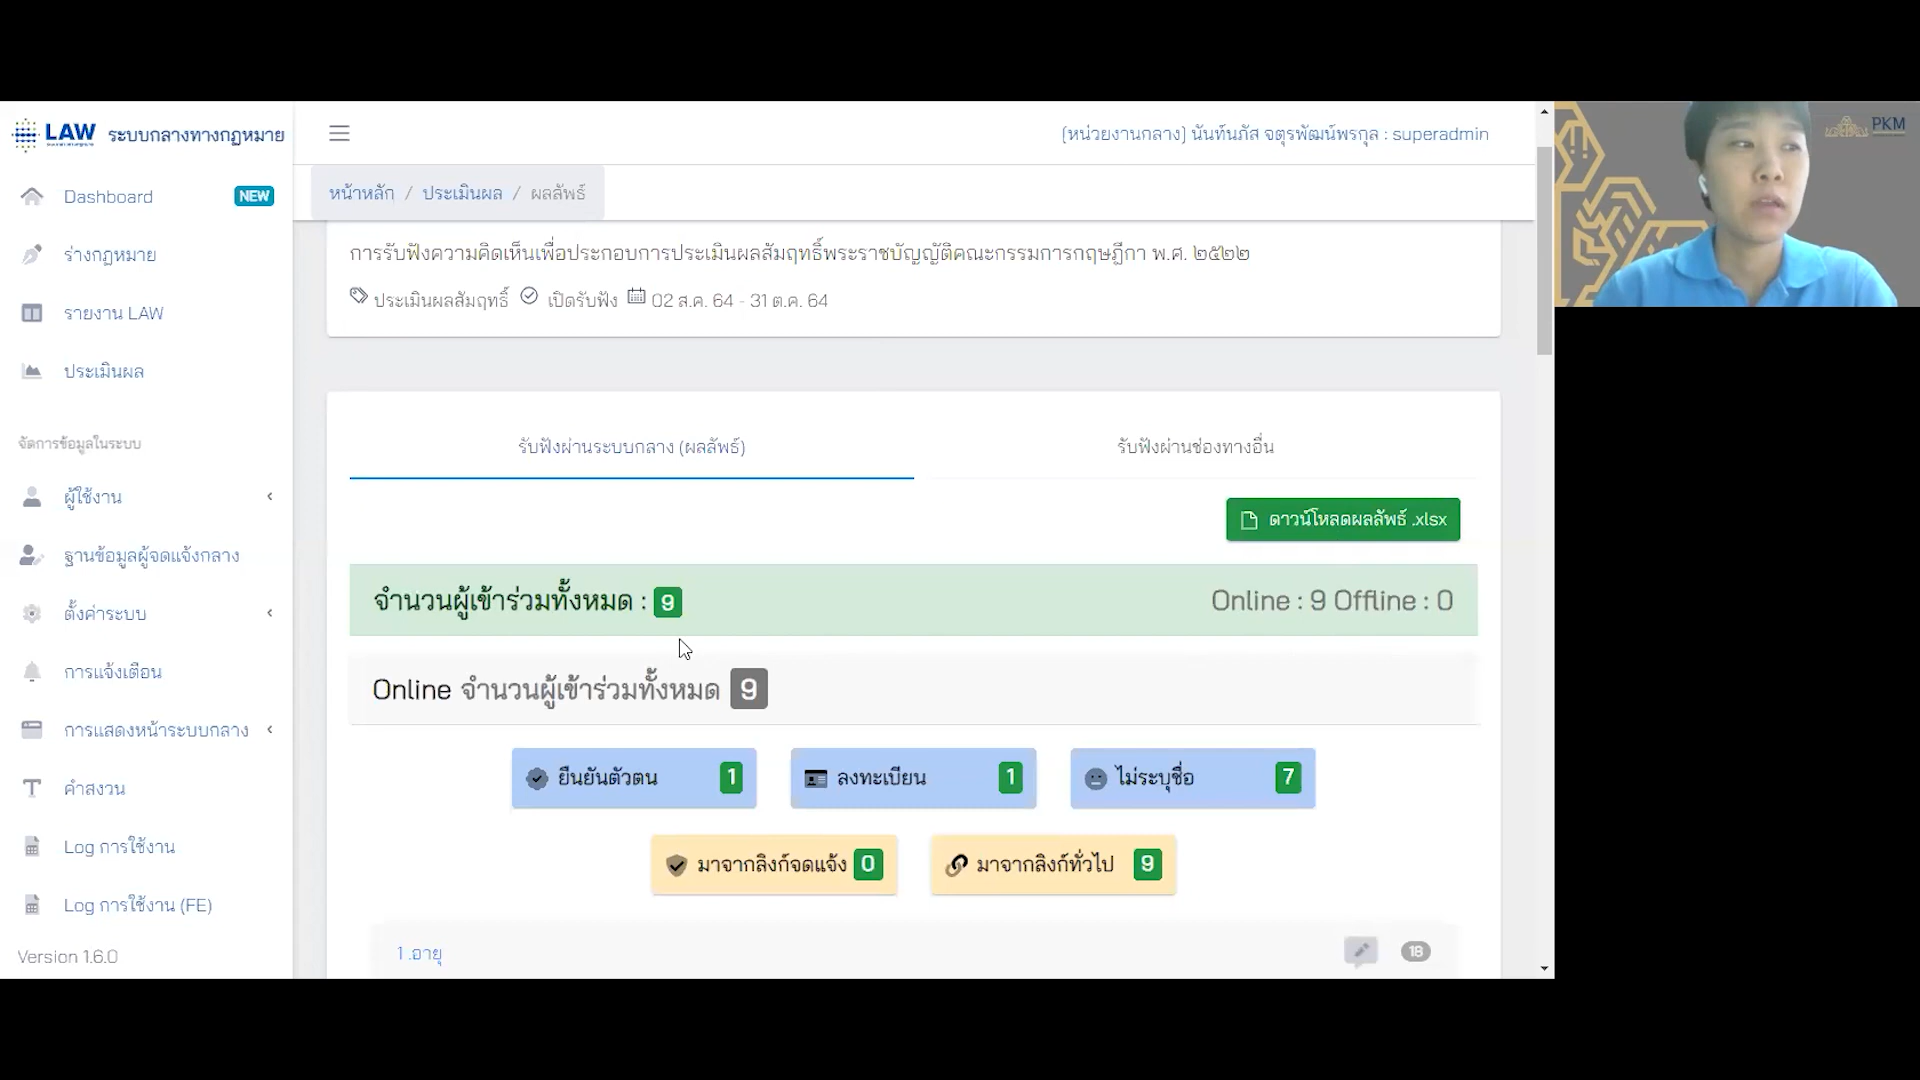 LAW ระบบกลางทางกฎหมาย
Dashboard NEW
ร่างกฎหมาย
รายงาน LAW
ประเมินผล
จัดการข้อมูลในระบบ
ผู้ใช้งาน
ฐานข้อมูลผู้จดแจ้งกลาง
ตั้งค่าระบบ
การแจ้งเตือน
การแสดงหน้าระบบกลาง
คำสงวน
Log การใช้งาน
Log การใช้งาน (FE)
Version 1.6.0
(หน่วยงานกลาง) นันท์นภัส จตุรพัฒน์พรกุล : superadmin
หน้าหลัก / ประเมินผล / ผลลัพธ์
การรับฟังความคิดเห็นเพื่อประกอบการประเมินผลสัมฤทธิ์พระราชบัญญัติคณะกรรมการกฤษฎีกา พ.ศ. ๒๕๒๒
ประเมินผลสัมฤทธิ์ เปิดรับฟัง 02 ส.ค. 64 - 31 ต.ค. 64
รับฟังผ่านระบบกลาง (ผลลัพธ์) รับฟังผ่านช่องทางอื่น
ดาวน์โหลดผลลัพธ์ .xlsx
จำนวนผู้เข้าร่วมทั้งหมด : 9 Online : 9 Offline : 0
Online จำนวนผู้เข้าร่วมทั้งหมด 9
ยืนยันตัวตน 1 ลงทะเบียน 1 ไม่ระบุชื่อ 7
มาจากลิงก์จดแจ้ง 0 มาจากลิงก์ทั่วไป 9
1 .อายุ 18
PKM